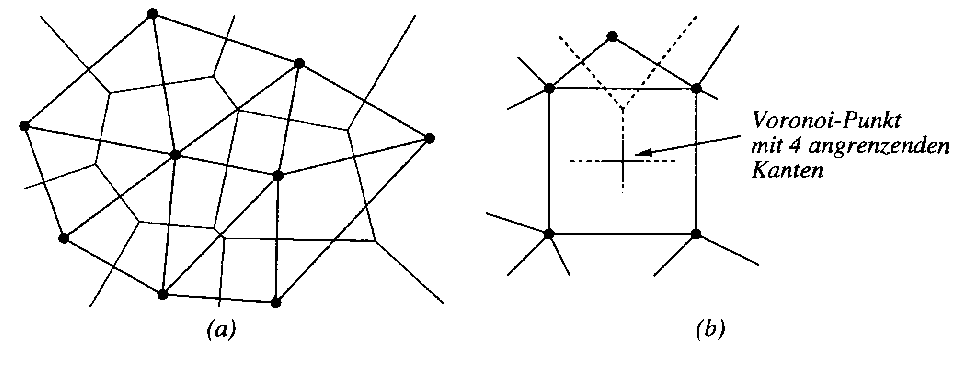 Voronoi-Punkt
mit 4 angrenzenden
Kanten
(a)
(b)